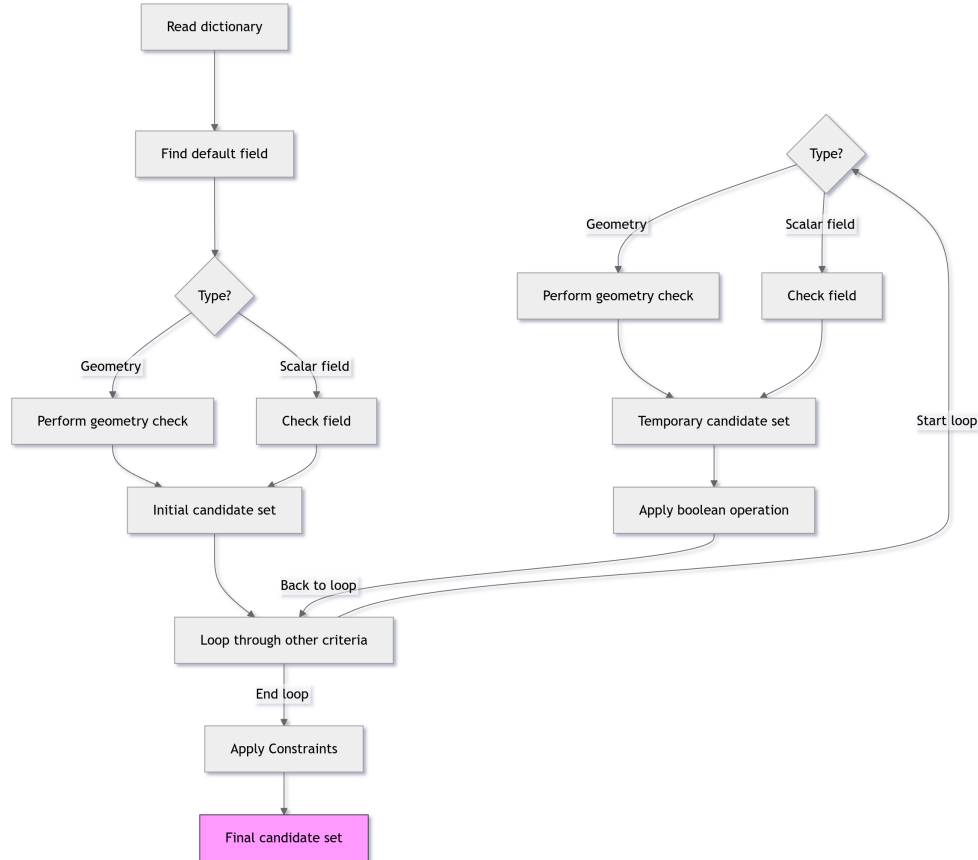 Read dictionary
Find default field
Type?
Geometry
Scalar field
Perform geometry check
Check field
Initial candidate set
Type?
Geometry
Scalar field
Perform geometry check
Check field
Temporary candidate set
Apply boolean operation
Start loop
Back to loop
Loop through other criteria
End loop
Apply Constraints
Final candidate set